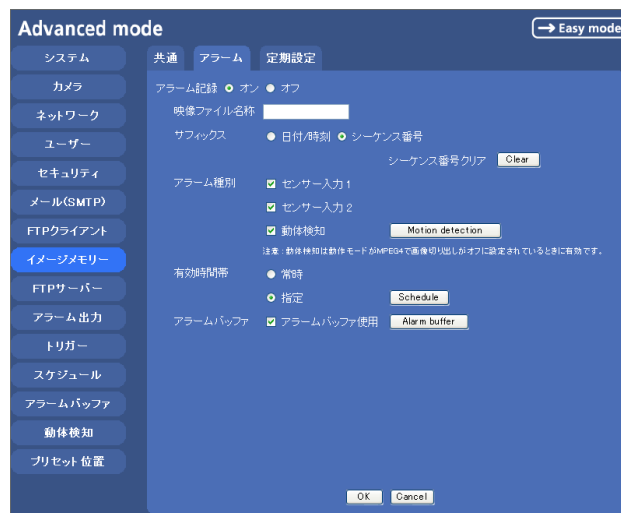 Advanced mode
→ Easy mode
システム
カメラ
ネットワーク
ユーザー
セキュリティ
メール(SMTP)
FTPクライアント
イメージメモリー
FTPサーバー
アラーム出力
トリガー
スケジュール
アラームバッファ
動体検知
プリセット位置
共通 アラーム 定期設定
アラーム記録 オン オフ
映像ファイル名称
サフィックス 日付/時刻 シーケンス番号
シーケンス番号クリア Clear
アラーム種別 センサー入力1
センサー入力2
動体検知 Motion detection
注意：動体検知は動作モードがMPEG4で画像切り出しがオフに設定されているときに有効です。
有効時間帯 常時
指定 Schedule
アラームバッファ アラームバッファ使用 Alarm buffer
OK Cancel